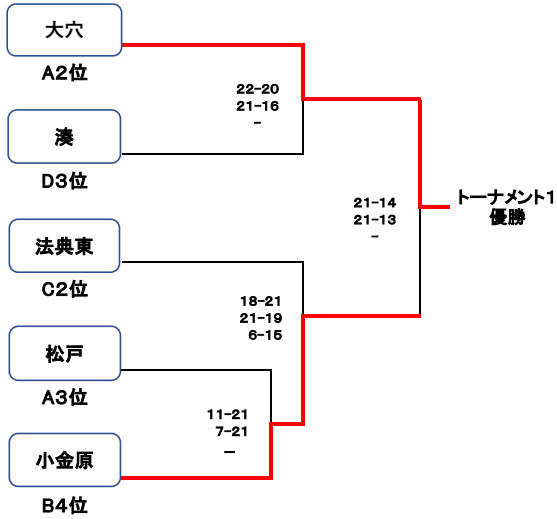 大穴
A2位
22-20
21-16
-
湊
D3位
21-14
21-13
-
トーナメント1
優勝
法典東
C2位
18-21
21-19
6-15
松戸
A3位
11-21
7-21
-
小金原
B4位